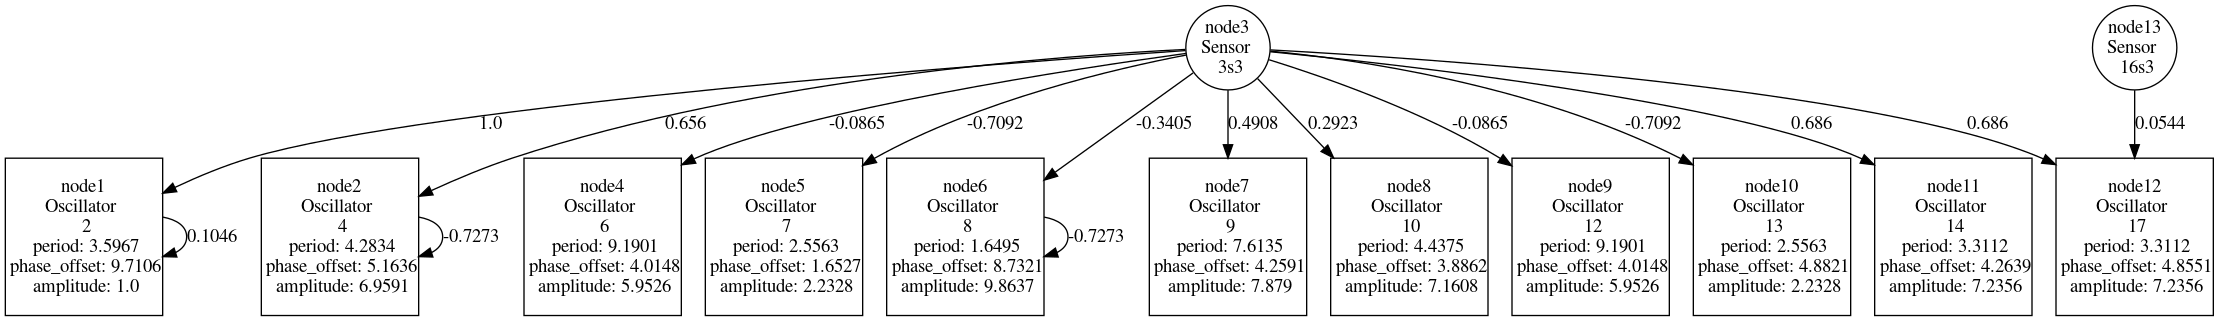 node3
Sensor
3s3
node13
Sensor
16s3
1.0
0.656
-0.0865
-0.7092
-0.3405
0.4908
0.2923
-0.0865
-0.7092
0.686
0.686
0.0544
node1
Oscillator
2
period: 3.5967
phase_offset: 9.7106
amplitude: 1.0
0.1046
node2
Oscillator
4
period: 4.2834
phase_offset: 5.1636
amplitude: 6.9591
-0.7273
node4
Oscillator
6
period: 9.1901
phase_offset: 4.0148
amplitude: 5.9526
node5
Oscillator
7
period: 2.5563
phase_offset: 1.6527
amplitude: 2.2328
node6
Oscillator
8
period: 1.6495
phase_offset: 8.7321
amplitude: 9.8637
-0.7273
node7
Oscillator
9
period: 7.6135
phase_offset: 4.2591
amplitude: 7.879
node8
Oscillator
10
period: 4.4375
phase_offset: 3.8862
amplitude: 7.1608
node9
Oscillator
12
period: 9.1901
phase_offset: 4.0148
amplitude: 5.9526
node10
Oscillator
13
period: 2.5563
phase_offset: 4.8821
amplitude: 2.2328
node11
Oscillator
14
period: 3.3112
phase_offset: 4.2639
amplitude: 7.2356
node12
Oscillator
17
period: 3.3112
phase_offset: 4.8551
amplitude: 7.2356